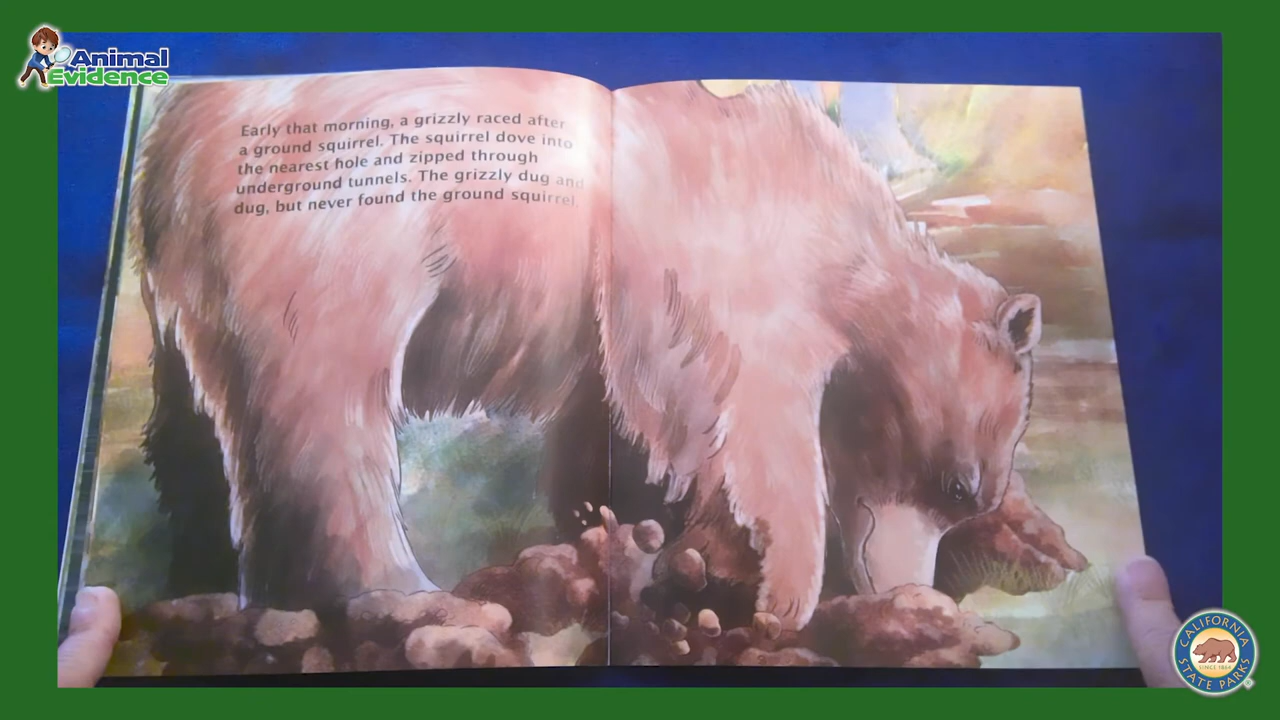 Animal
Evidence
Early that morning, a grizzly raced after
a ground squirrel. The squirrel dove into
the nearest hole and zipped through
underground tunnels. The grizzly dug and
dug, but never found the ground squirrel.
CALIFORNIA
SINCE 1864
STATE PARKS